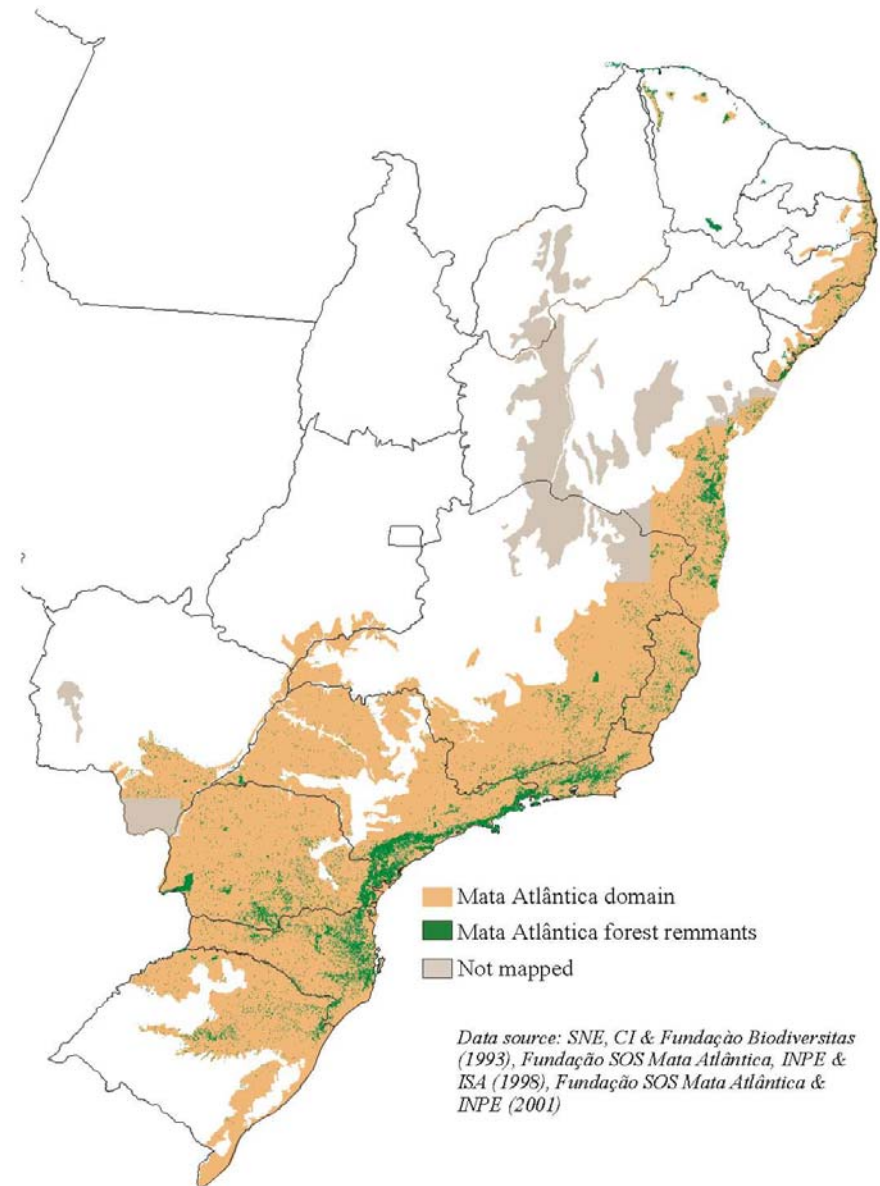 Mata Atlântica domain
Mata Atlântica forest remmants
Not mapped
Data source: SNE, CI & Fundaçào Biodiversitas
(1993), Fundação SOS Mata Atlântica, INPE &
ISA (1998), Fundação SOS Mata Atlântica &
INPE (2001)